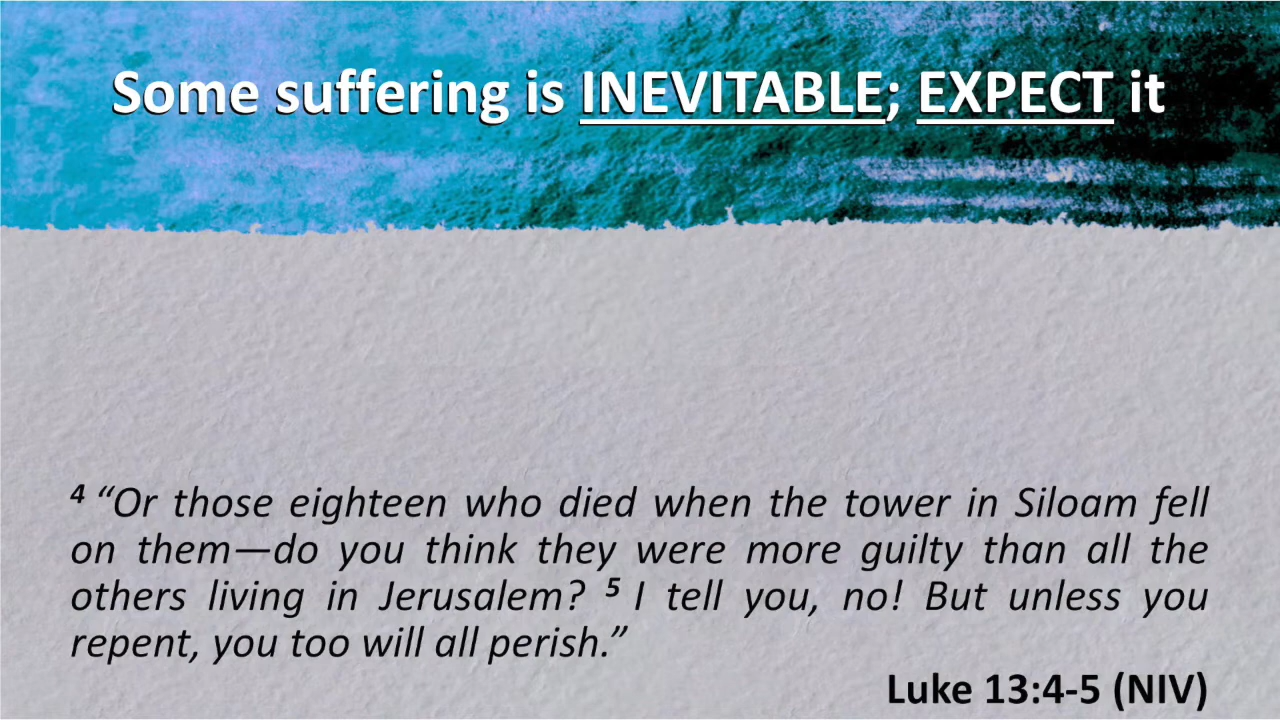 Some suffering is INEVITABLE; EXPECT it
⁴ “Or those eighteen who died when the tower in Siloam fell
on them—do you think they were more guilty than all the
others living in Jerusalem? ⁵ I tell you, no! But unless you
repent, you too will all perish.”
Luke 13:4-5 (NIV)